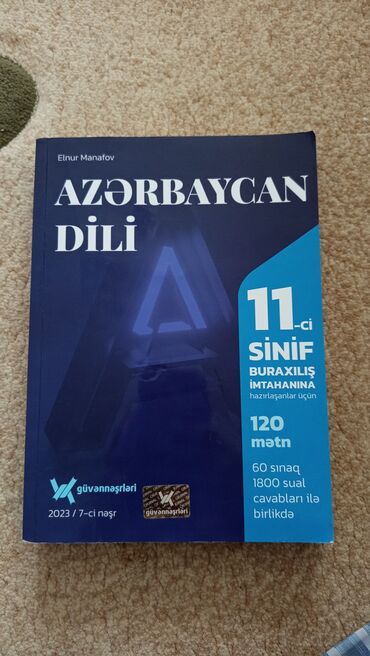 Elnur Manafov
AZƏRBAYCAN
DİLİ
11-ci
SİNİF
BURAXILIŞ
İMTAHANINA
hazırlaşanlar üçün
120
mətn
60 sınaq
1800 sual
cavabları ilə
birlikdə
güvənnəşrləri
2023 / 7-ci nəşr
güvənnəşrləri